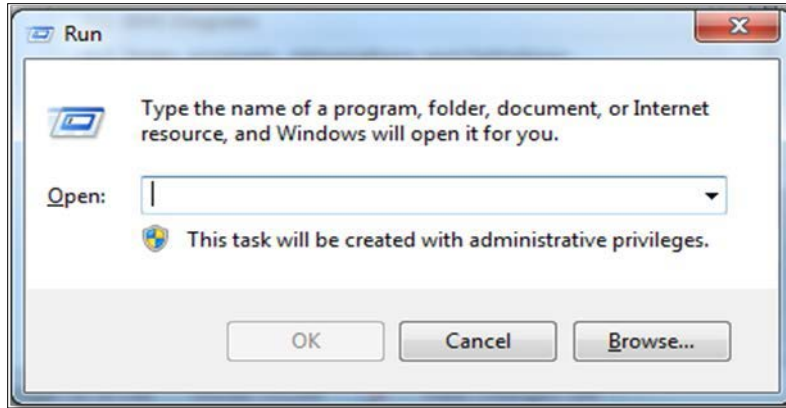 Run
Type the name of a program, folder, document, or Internet
resource, and Windows will open it for you.
Open:
This task will be created with administrative privileges.
OK
Cancel
Browse...